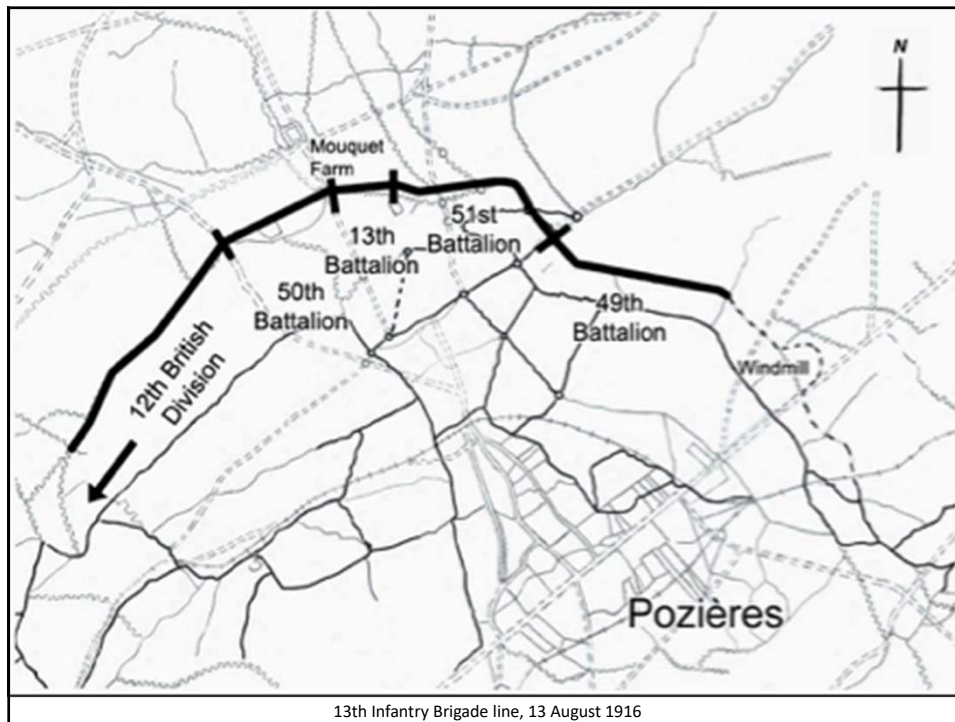 N
Mouquet
Farm
51st
Battalion
13th
Battalion
50th
Battalion
49th
Battalion
12th British
Division
Windmill
Pozières
13th Infantry Brigade line, 13 August 1916